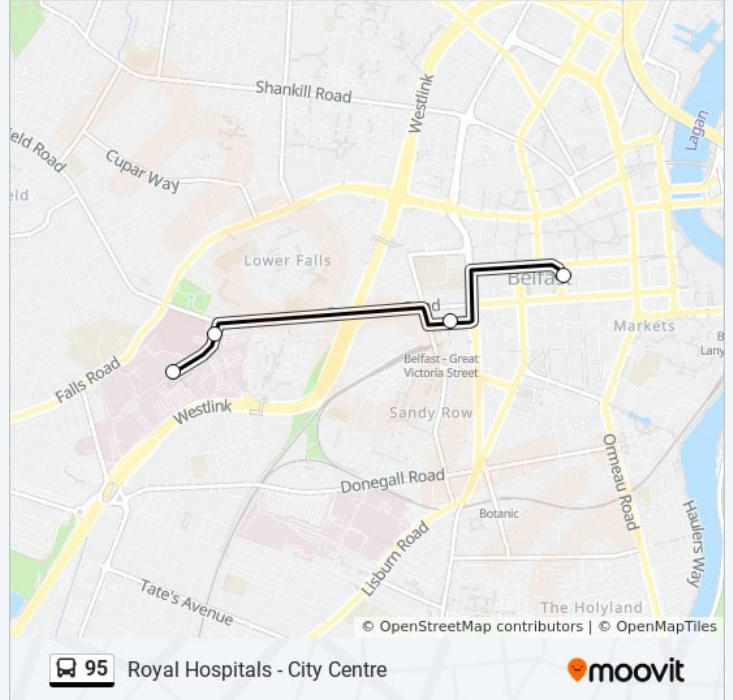 Shankill Road
Westlink
Lagan
ield Road
Cupar Way
eld
Lower Falls
Belfast
d
Markets
B
Lany
Belfast - Great
Victoria Street
Falls Road
Westlink
Sandy Row
Ormeau Road
Donegall Road
Botanic
Haulers Way
Lisburn Road
Tate's Avenue
The Holyland
© OpenStreetMap contributors | © OpenMapTiles
95 Royal Hospitals - City Centre
moovit